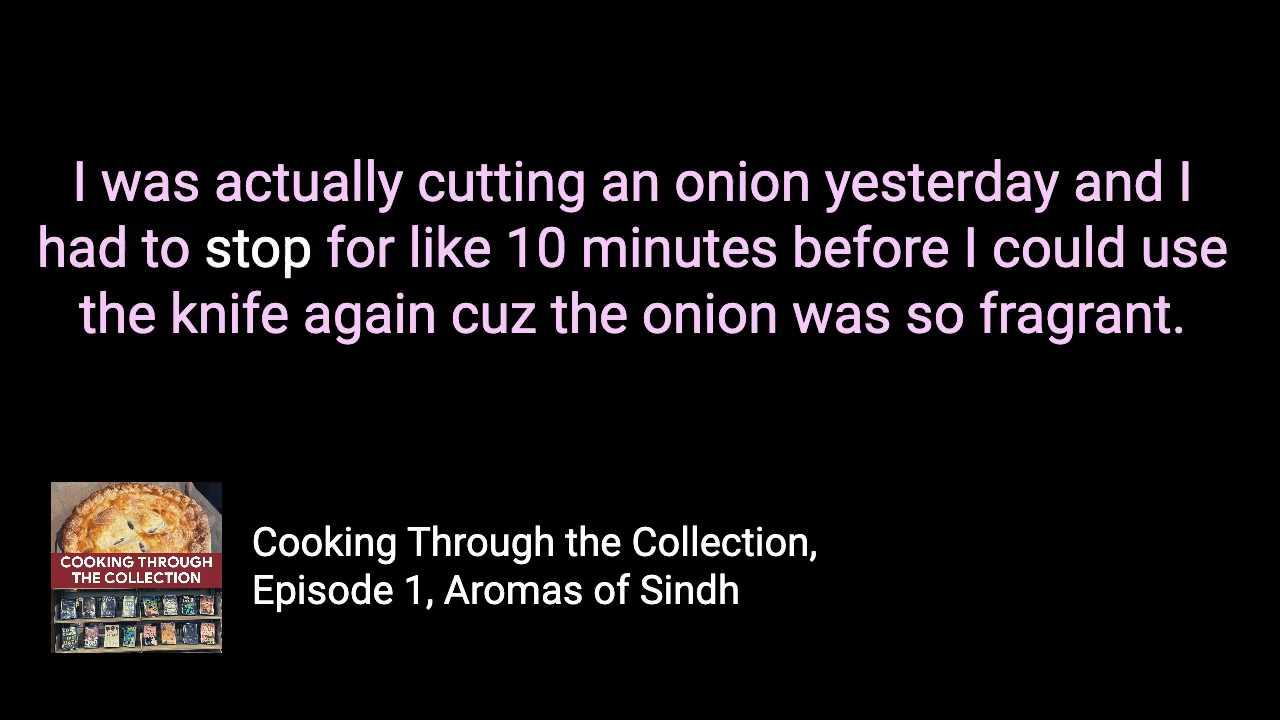 I was actually cutting an onion yesterday and I
had to stop for like 10 minutes before I could use
the knife again cuz the onion was so fragrant.
COOKING THROUGH
THE COLLECTION
Cooking Through the Collection,
Episode 1, Aromas of Sindh